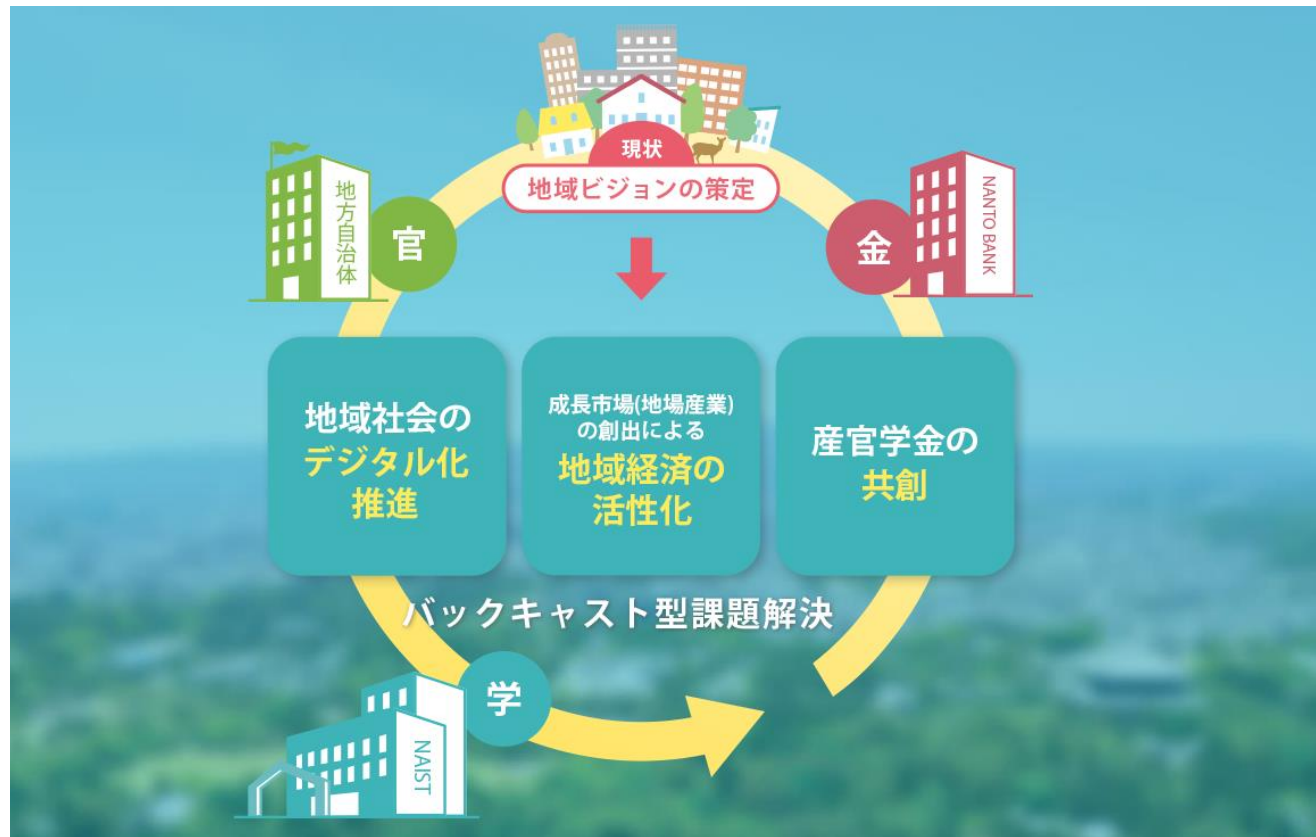 現状
地域ビジョンの策定
地方自治体
官
金
NANTO BANK
地域社会の
デジタル化
推進
成長市場(地場産業)
の創出による
地域経済の
活性化
産官学金の
共創
バックキャスト型課題解決
学
NAIST